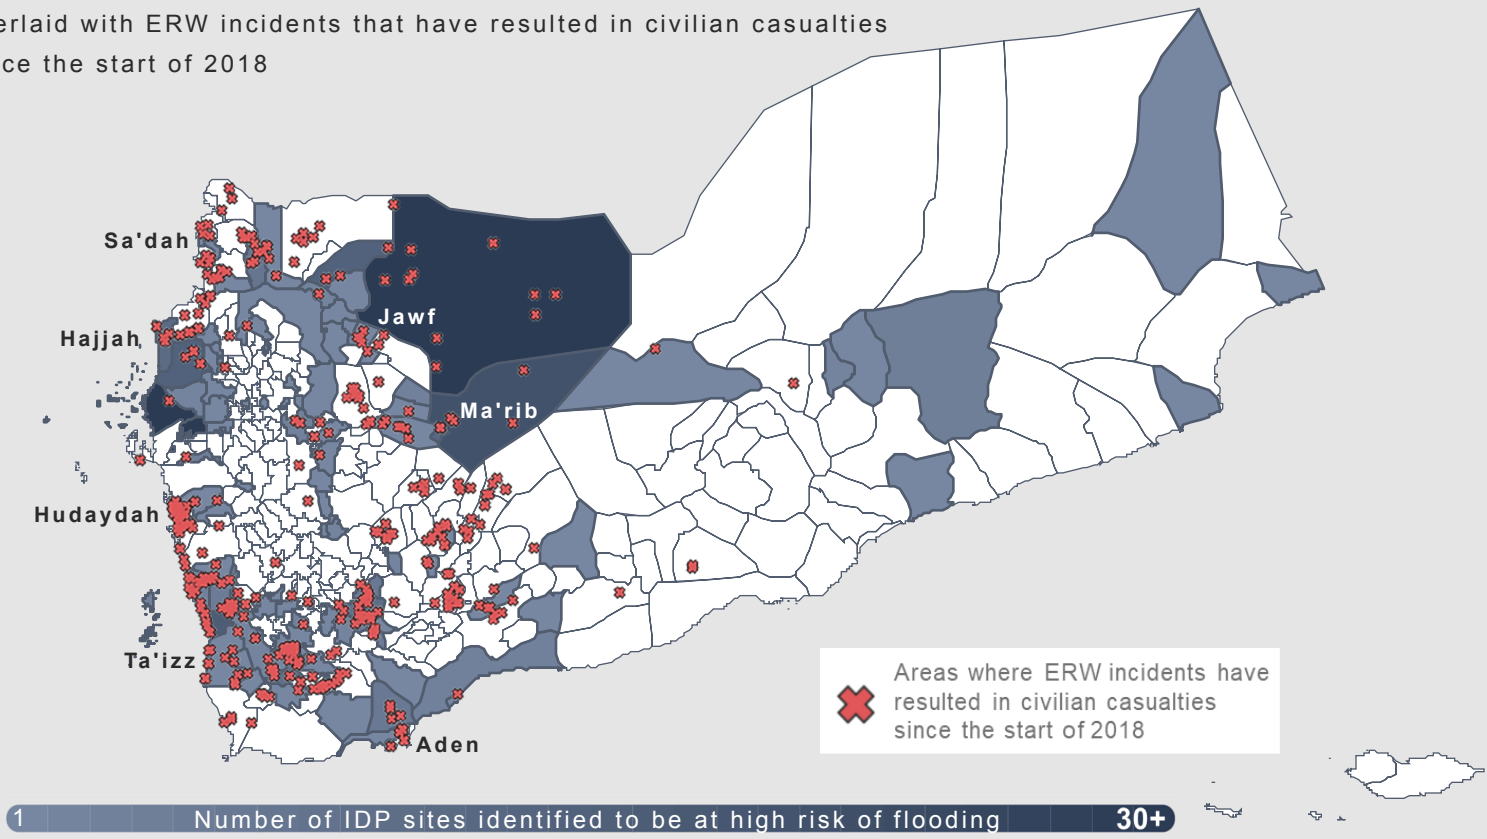 erlaid with ERW incidents that have resulted in civilian casualties
ce the start of 2018
Sa'dah
Jawf
Hajjah
Ma'rib
Hudaydah
Ta'izz
Aden
Areas where ERW incidents have
resulted in civilian casualties
since the start of 2018
1 Number of IDP sites identified to be at high risk of flooding 30+